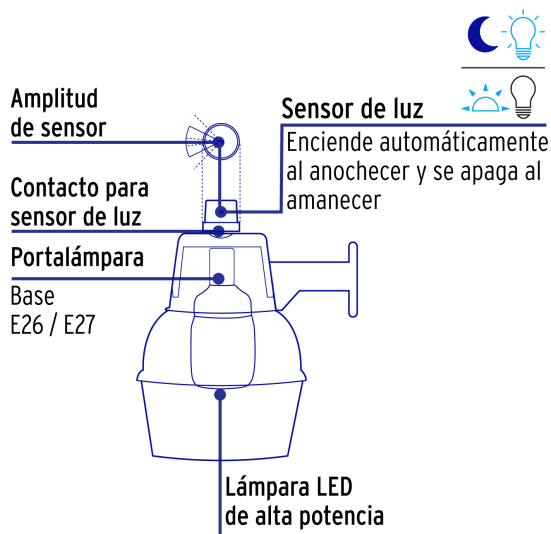 Amplitud
de sensor
Sensor de luz
Enciende automáticamente
al anochecer y se apaga al
amanecer
Contacto para
sensor de luz
Portalámpara
Base
E26 / E27
Lámpara LED
de alta potencia